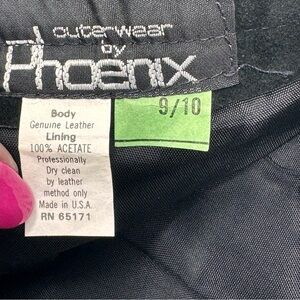 outerwear
by
Phoenix
9/10
Body
Genuine Leather
Lining
100% ACETATE
Professionally
Dry clean
by leather
method only
Made in U.S.A.
RN 65171